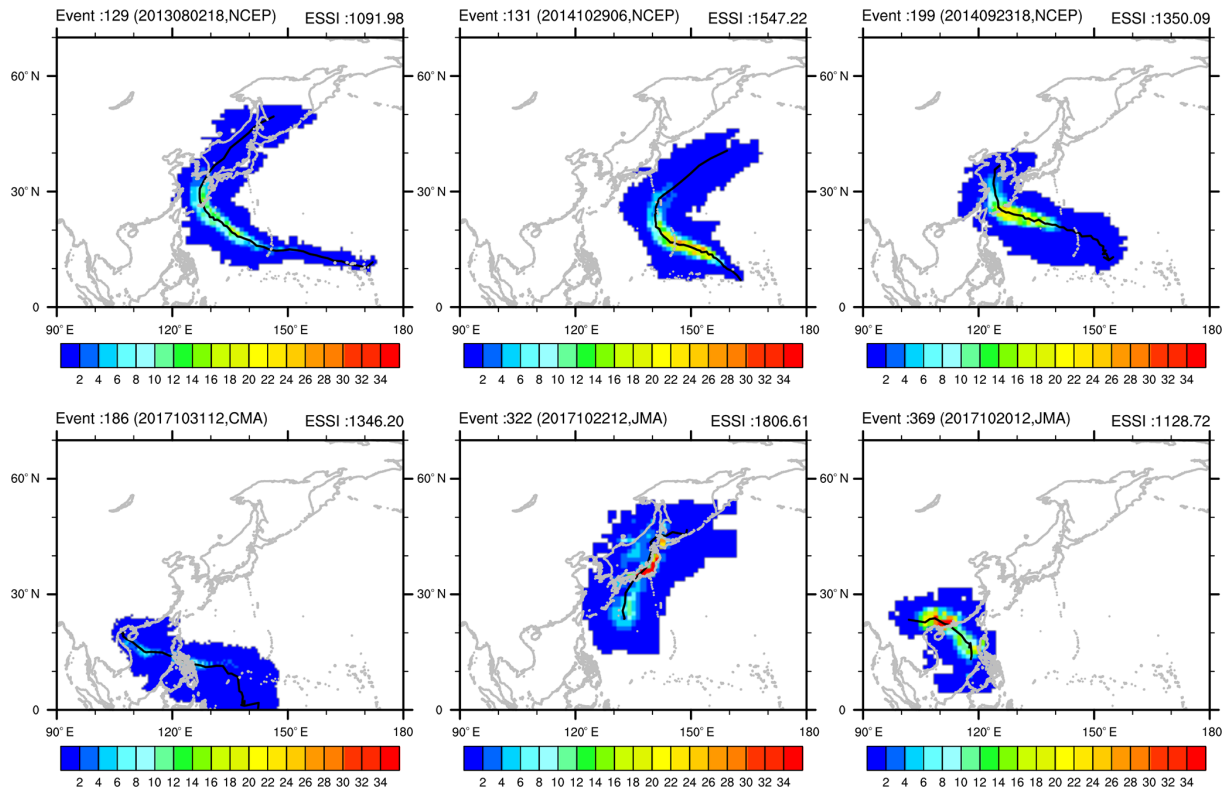 Event :129 (2013080218,NCEP) ESSI :1091.98
60° N
30° N
0
90° E 120° E 150° E 180
2 4 6 8 10 12 14 16 18 20 22 24 26 28 30 32 34
Event :131 (2014102906,NCEP) ESSI :1547.22
60° N
30° N
0
90° E 120° E 150° E 180
2 4 6 8 10 12 14 16 18 20 22 24 26 28 30 32 34
Event :199 (2014092318,NCEP) ESSI :1350.09
60° N
30° N
0
90° E 120° E 150° E 180
2 4 6 8 10 12 14 16 18 20 22 24 26 28 30 32 34
Event :186 (2017103112,CMA) ESSI :1346.20
60° N
30° N
0
90° E 120° E 150° E 180
2 4 6 8 10 12 14 16 18 20 22 24 26 28 30 32 34
Event :322 (2017102212,JMA) ESSI :1806.61
60° N
30° N
0
90° E 120° E 150° E 180
2 4 6 8 10 12 14 16 18 20 22 24 26 28 30 32 34
Event :369 (2017102012,JMA) ESSI :1128.72
60° N
30° N
0
90° E 120° E 150° E 180
2 4 6 8 10 12 14 16 18 20 22 24 26 28 30 32 34